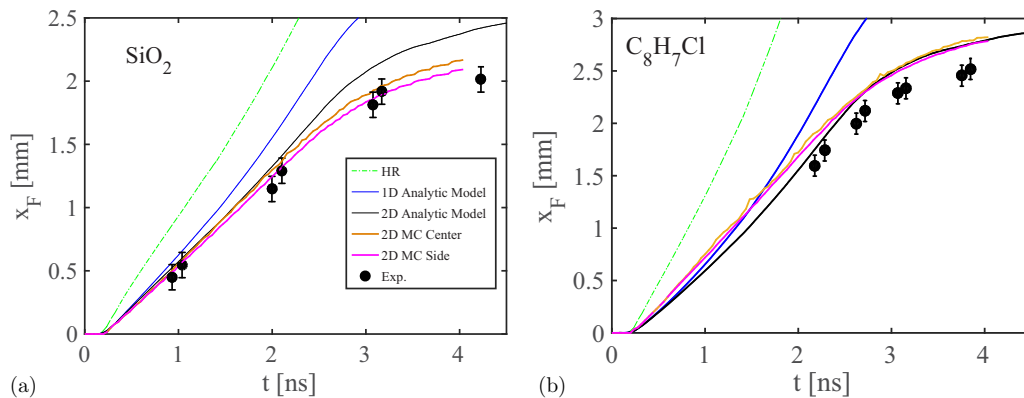 2.5
2
1.5
1
0.5
0
x_F [mm]
SiO₂
HR
1D Analytic Model
2D Analytic Model
2D MC Center
2D MC Side
Exp.
0 1 2 3 4
t [ns]
(a)
3
2.5
2
1.5
1
0.5
0
x_F [mm]
C₈H₇Cl
0 1 2 3 4
t [ns]
(b)